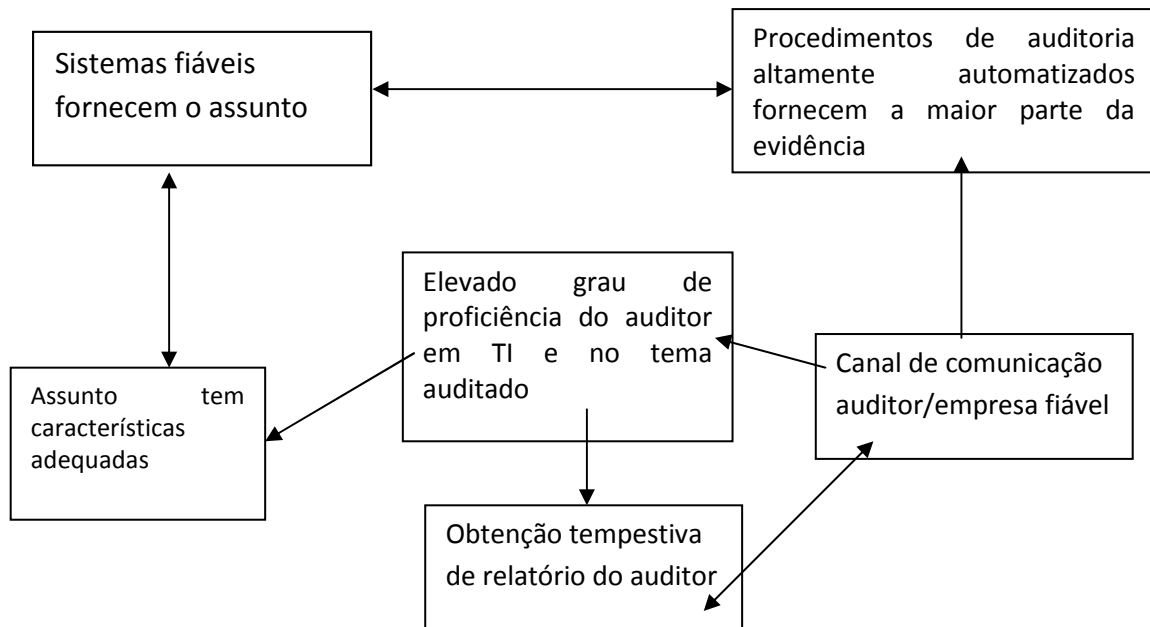 Sistemas fiáveis
fornecem o assunto
Procedimentos de auditoria
altamente automatizados
fornecem a maior parte da
evidência
Elevado grau de
proficiência do auditor
em TI e no tema
auditado
Canal de comunicação
auditor/empresa fiável
Assunto tem
características
adequadas
Obtenção tempestiva
de relatório do auditor